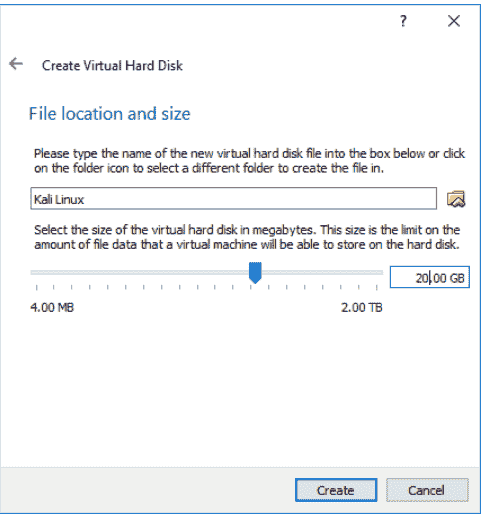 ?
Create Virtual Hard Disk
File location and size
Please type the name of the new virtual hard disk file into the box below or click
on the folder icon to select a different folder to create the file in.
Kali Linux
Select the size of the virtual hard disk in megabytes. This size is the limit on the
amount of file data that a virtual machine will be able to store on the hard disk.
20,00 GB
4.00 MB 2.00 TB
Create Cancel